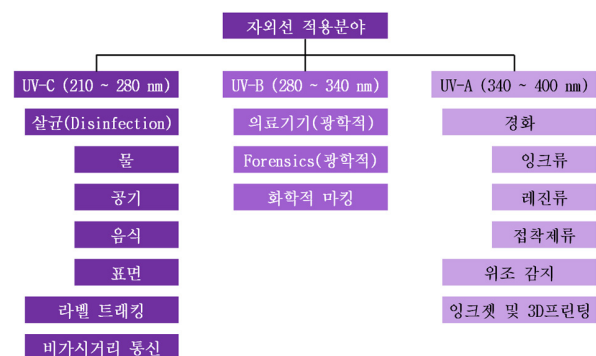 자외선 적용분야
UV-C (210 ~ 280 nm)
살균(Disinfection)
물
공기
음식
표면
라벨 트래킹
비가시거리 통신
UV-B (280 ~ 340 nm)
의료기기(광학적)
Forensics(광학적)
화학적 마킹
UV-A (340 ~ 400 nm)
경화
잉크류
레진류
접착제류
위조 감지
잉크젯 및 3D프린팅